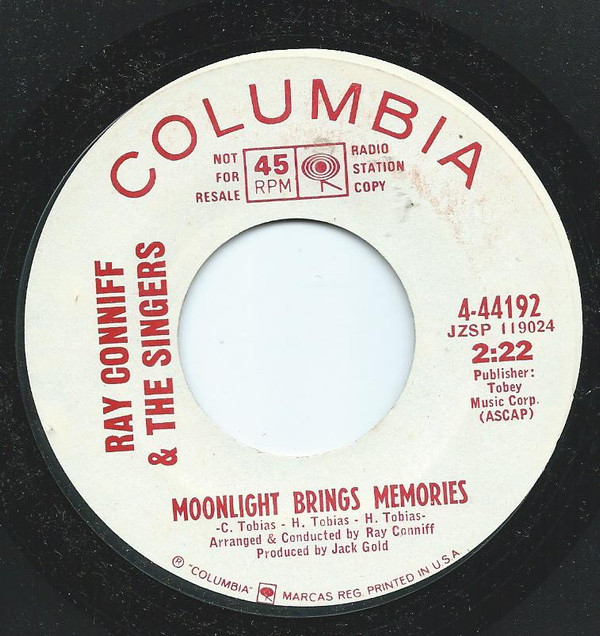 COLUMBIA
NOT
FOR
RESALE
45
RPM
RADIO
STATION
COPY
RAY CONNIFF
& THE SINGERS
4-44192
JZSP 119024
2:22
Publisher:
Tobey
Music Corp.
(ASCAP)
MOONLIGHT BRINGS MEMORIES
-C. Tobias - H. Tobias - H. Tobias-
Arranged & Conducted by Ray Conniff
Produced by Jack Gold
® "COLUMBIA" MARCAS REG. PRINTED IN U.S.A.